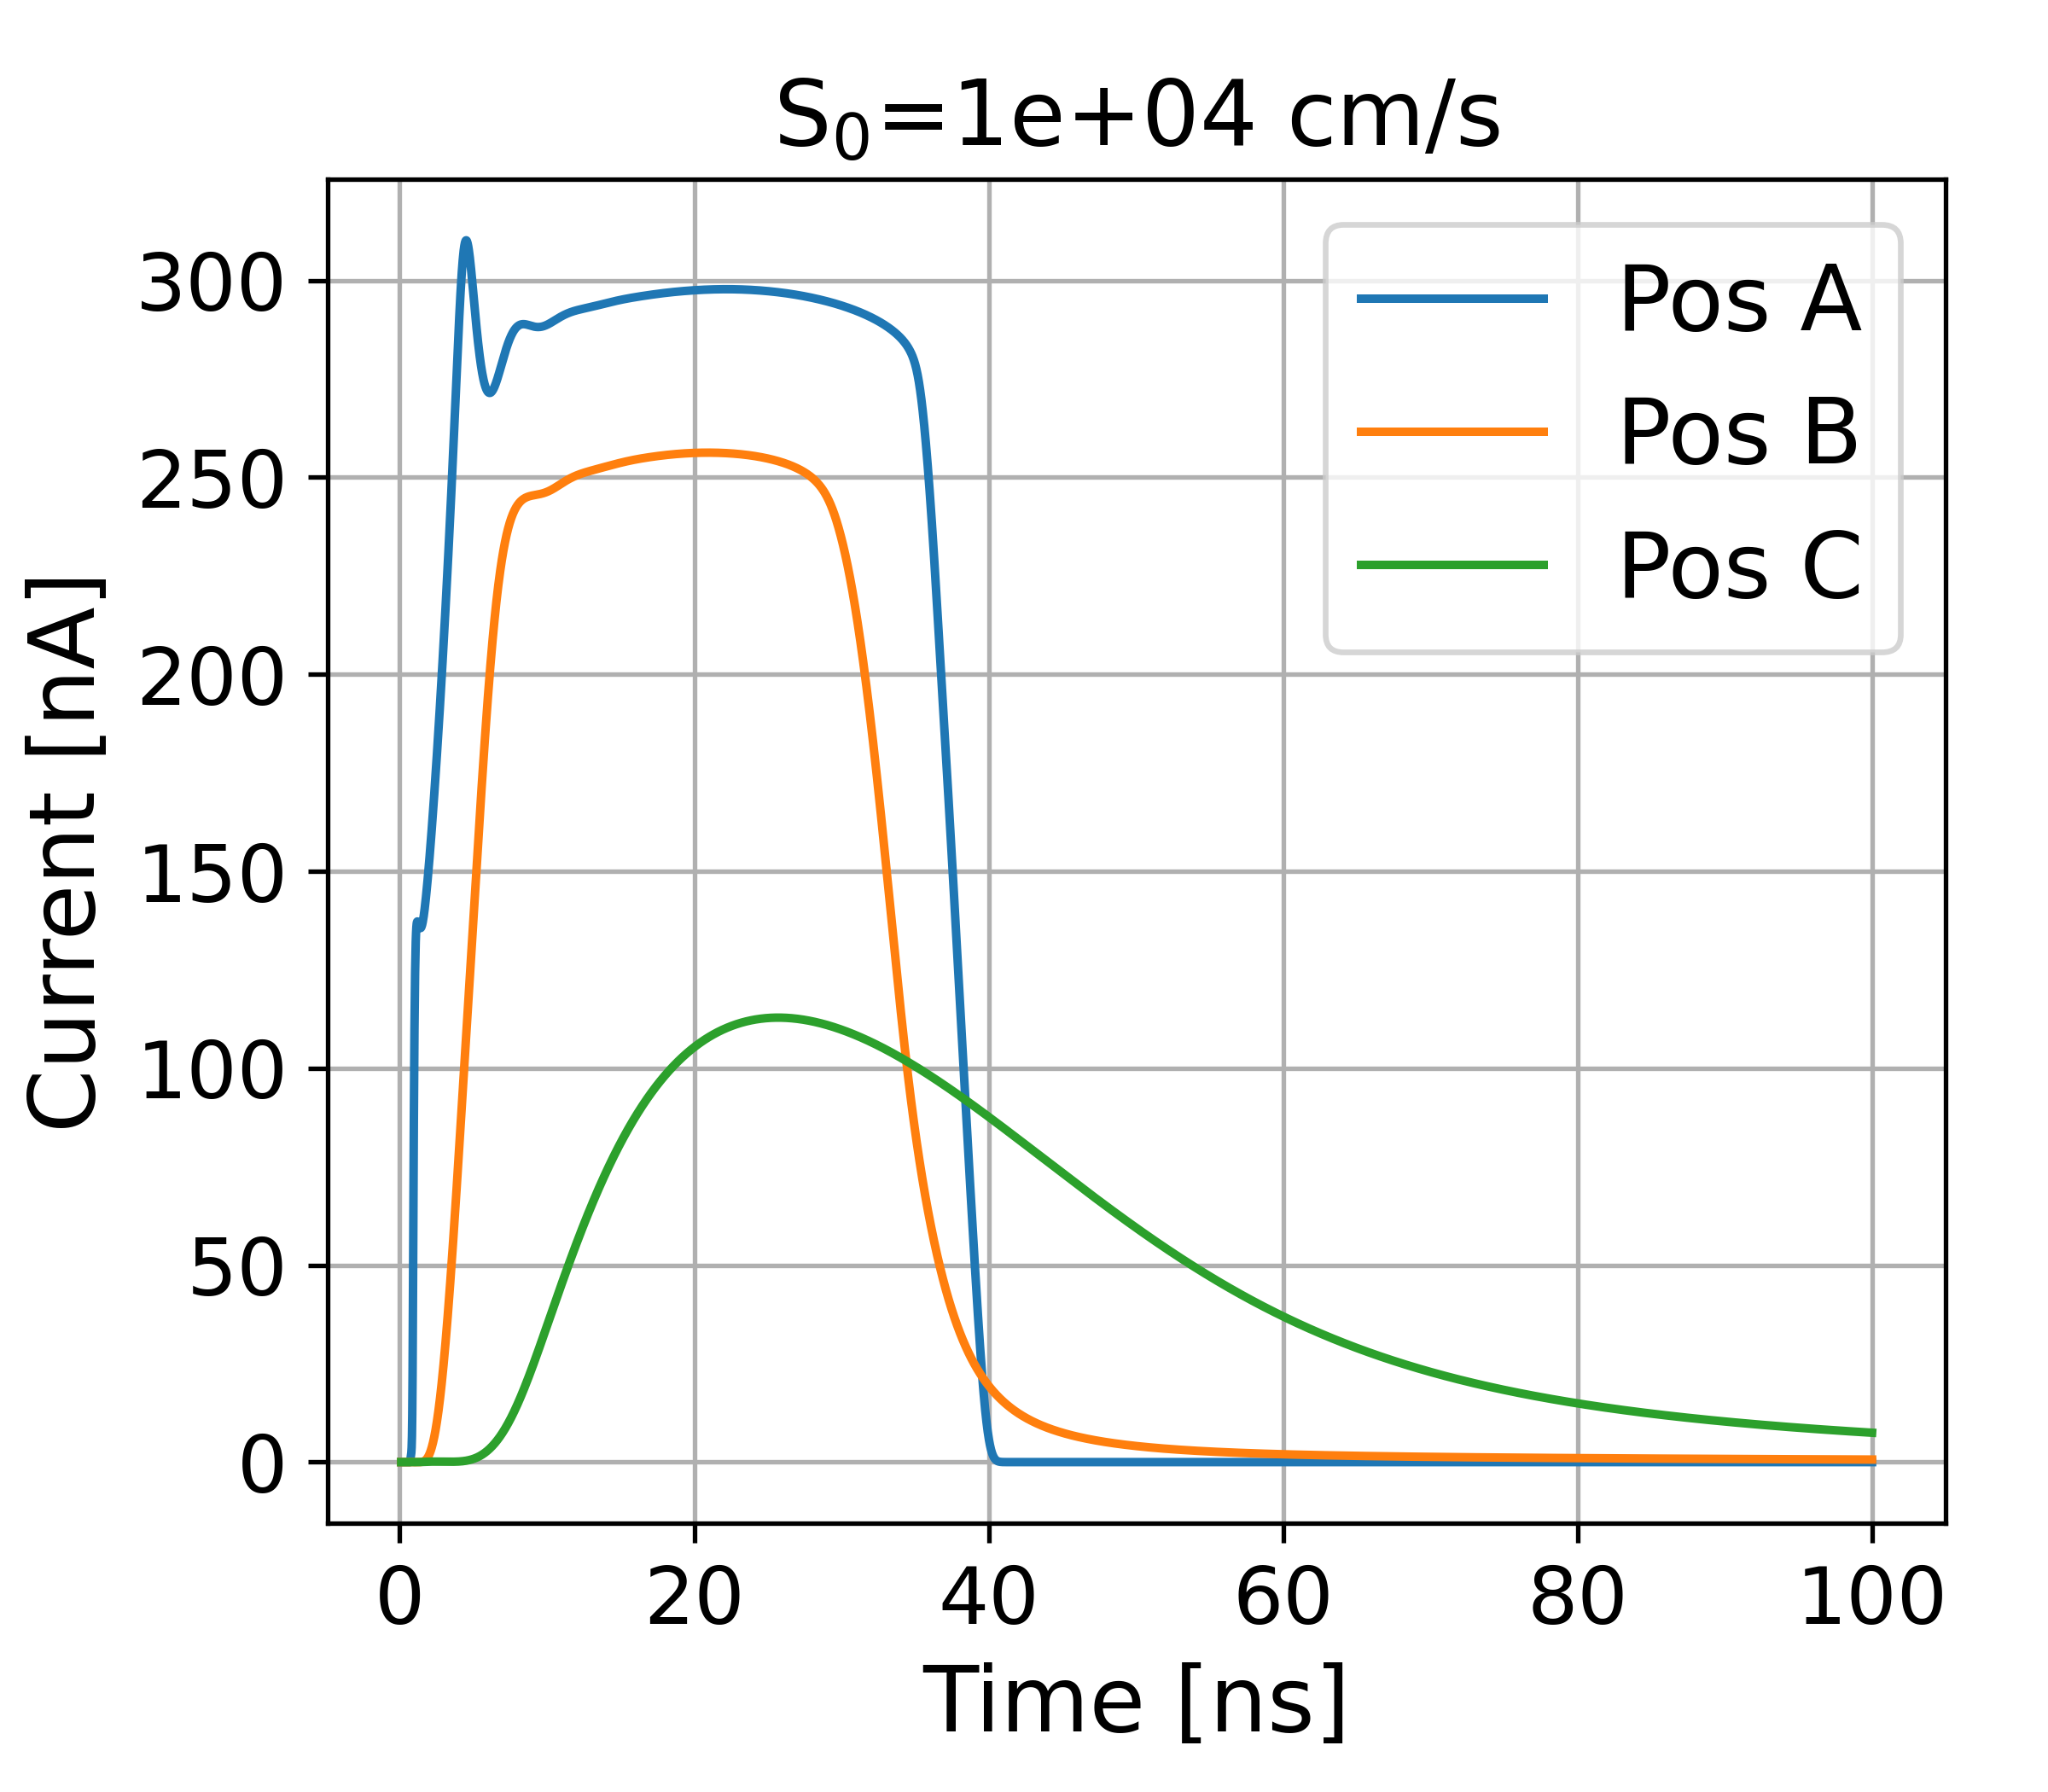 S₀=1e+04 cm/s
Pos A
Pos B
Pos C
Current [nA]
300
250
200
150
100
50
0
0 20 40 60 80 100
Time [ns]